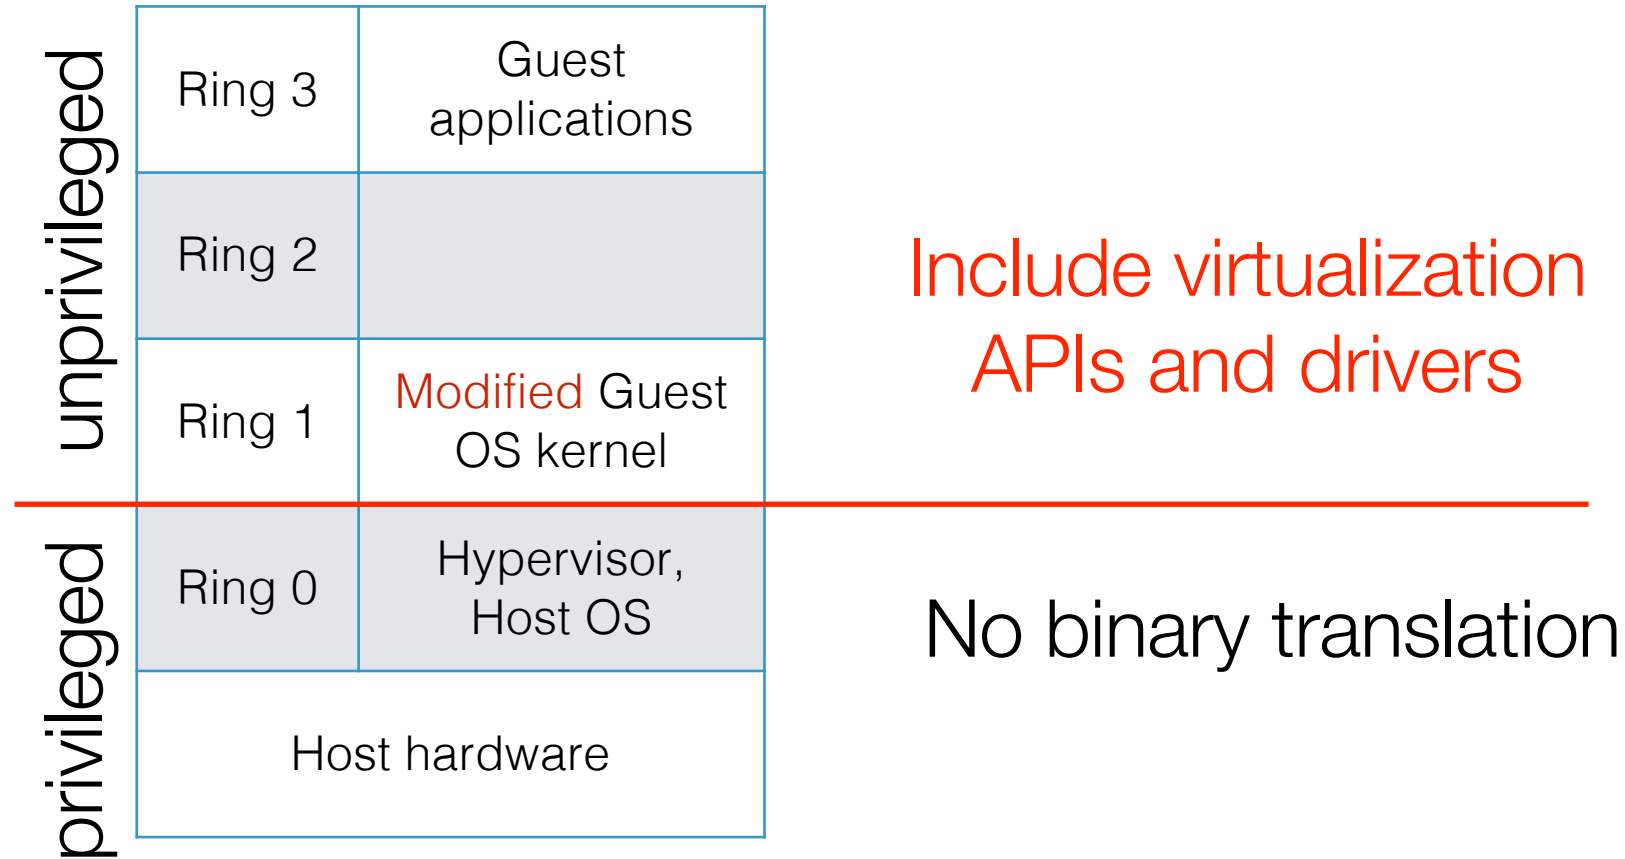 unprivileged
Ring 3
Guest
applications
Ring 2
Ring 1
Modified Guest
OS kernel
Include virtualization
APIs and drivers
privileged
Ring 0
Hypervisor,
Host OS
Host hardware
No binary translation